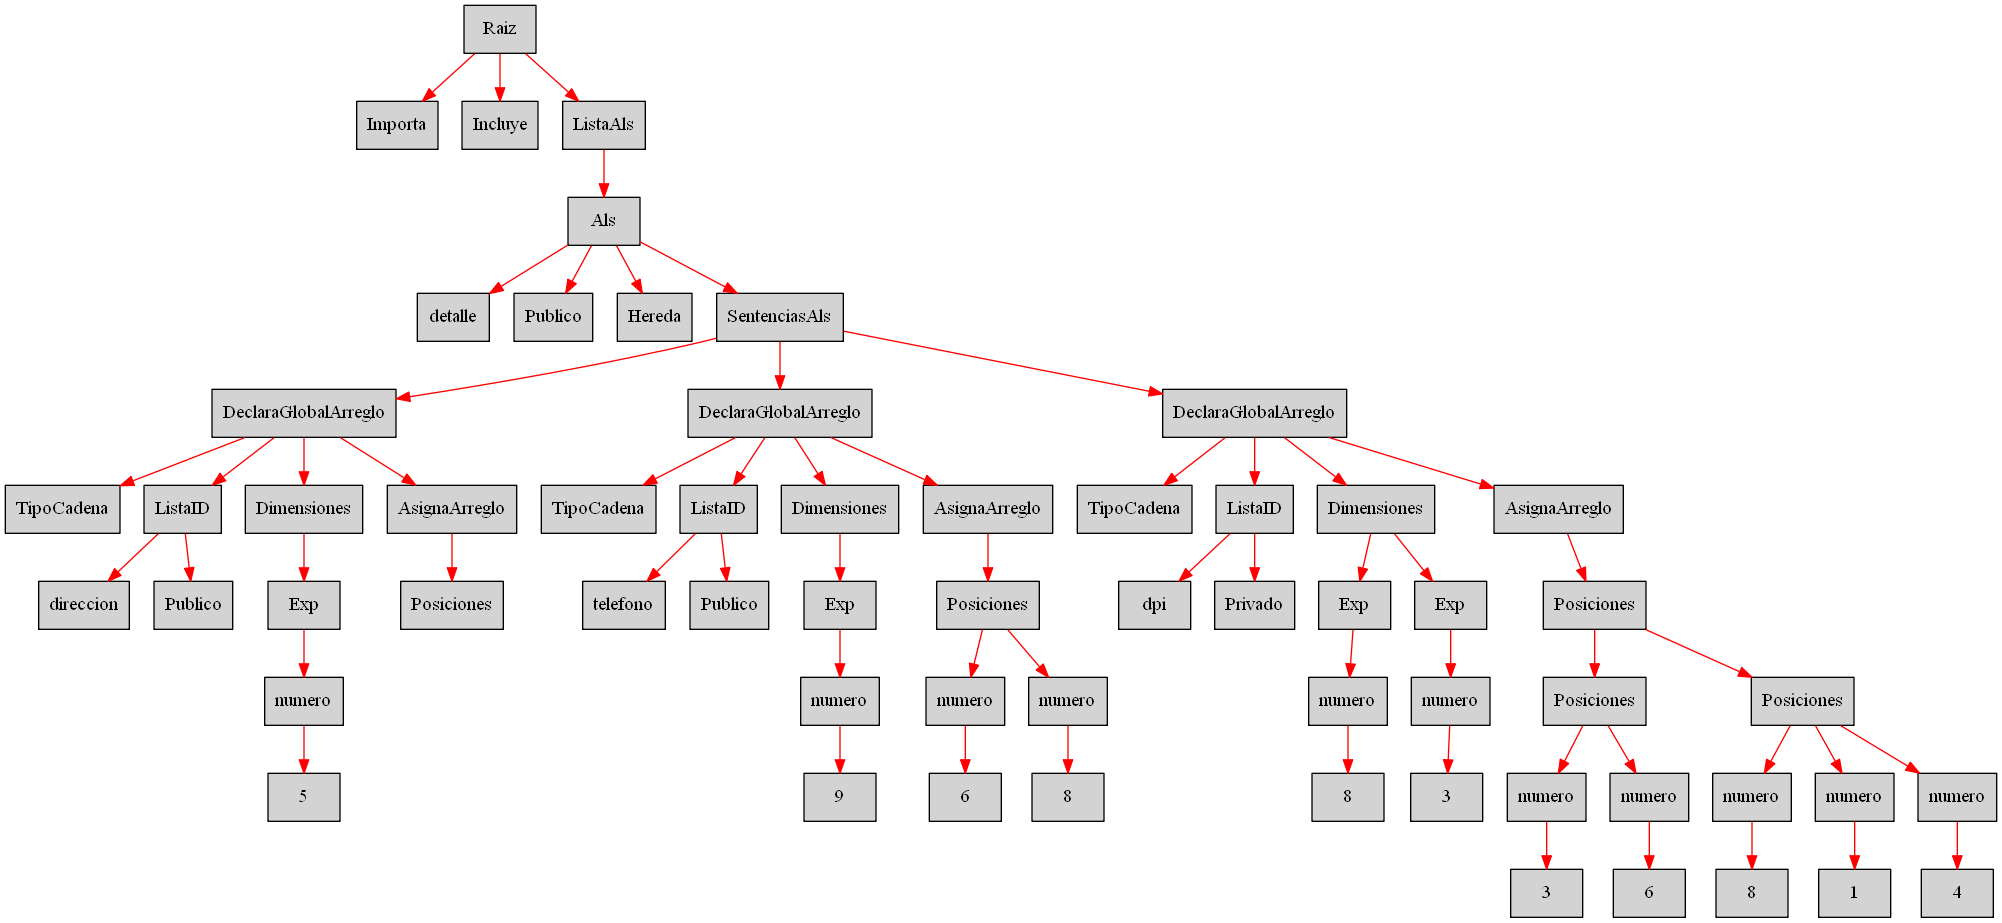 Raiz
Importa
Incluye
ListaAls
Als
detalle
Publico
Hereda
SentenciasAls
DeclaraGlobalArreglo
DeclaraGlobalArreglo
DeclaraGlobalArreglo
TipoCadena
ListaID
Dimensiones
AsignaArreglo
TipoCadena
ListaID
Dimensiones
AsignaArreglo
TipoCadena
ListaID
Dimensiones
AsignaArreglo
direccion
Publico
Exp
Posiciones
telefono
Publico
Exp
Posiciones
dpi
Privado
Exp
Exp
Posiciones
numero
numero
numero
numero
numero
numero
Posiciones
Posiciones
5
9
6
8
8
3
numero
numero
numero
numero
numero
3
6
8
1
4